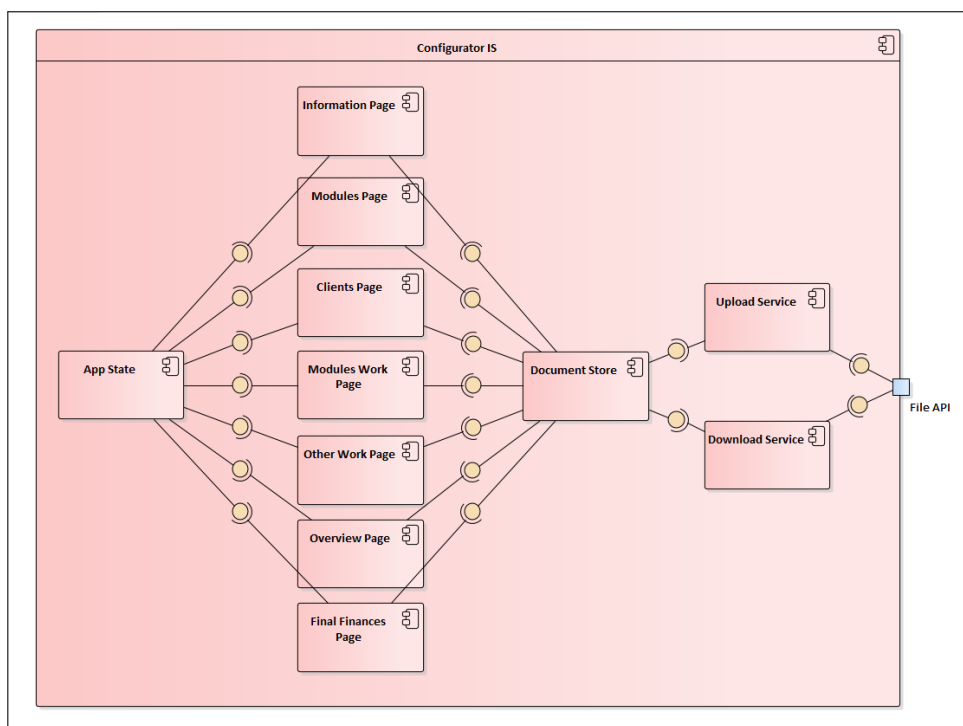 Configurator IS
Information Page
Modules Page
Clients Page
Upload Service
App State
Modules Work
Page
Document Store
File API
Other Work Page
Download Service
Overview Page
Final Finances
Page